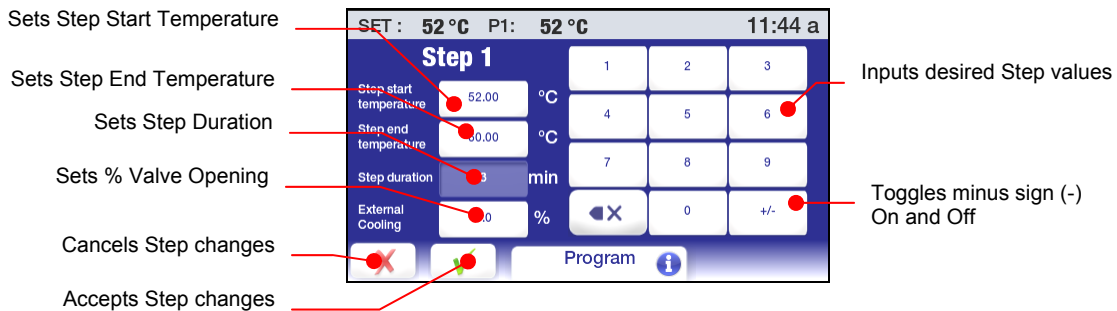 Sets Step Start Temperature
Sets Step End Temperature
Sets Step Duration
Sets % Valve Opening
Cancels Step changes
Accepts Step changes
SET : 52 °C P1: 52 °C 11:44 a
Step 1
Step start
temperature
52.00 °C
Step end
temperature
°C
Step duration
min
External
Cooling
%
1 2 3
4 5 6
7 8 9
0 +/-
Program
Inputs desired Step values
Toggles minus sign (-)
On and Off